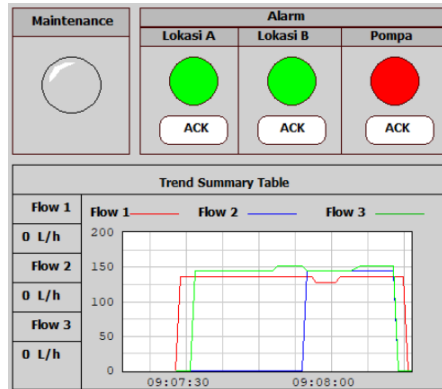 Maintenance
Alarm
Lokasi A Lokasi B Pompa
ACK ACK ACK
Trend Summary Table
Flow 1
0 L/h
Flow 2
0 L/h
Flow 3
0 L/h
Flow 1 Flow 2 Flow 3
200
150
100
50
0
09:07:30 09:08:00